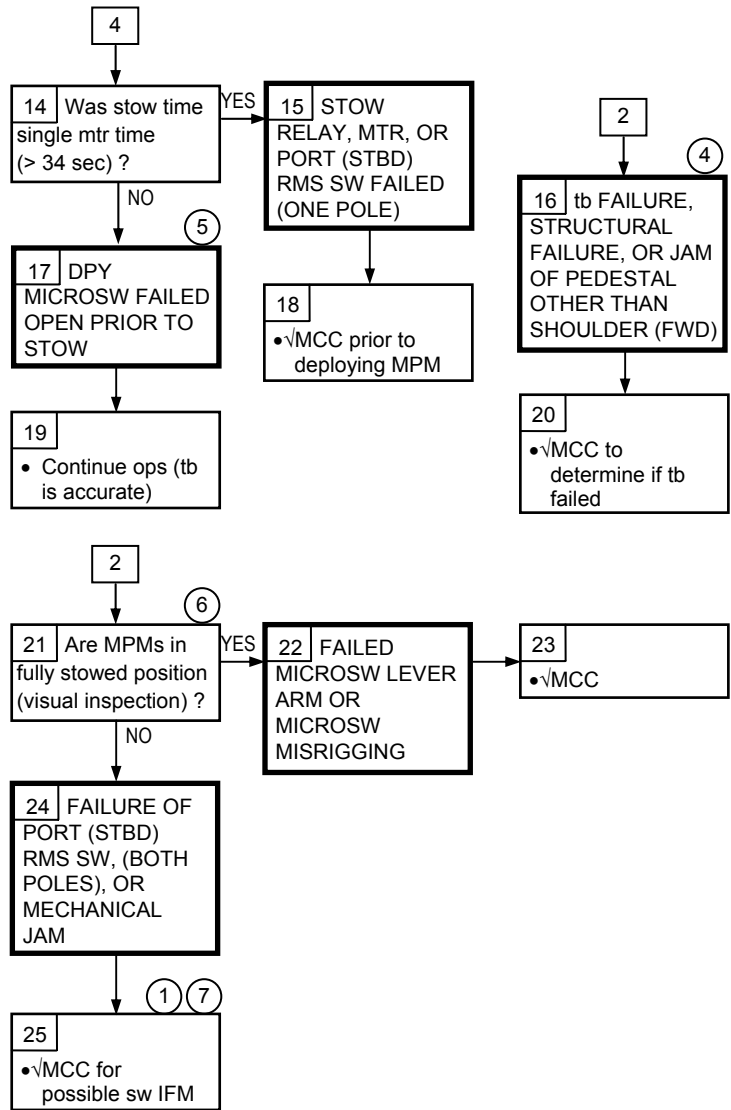 4
14 Was stow time
single mtr time
(> 34 sec) ?
YES
NO
15 STOW
RELAY, MTR, OR
PORT (STBD)
RMS SW FAILED
(ONE POLE)
2
4
16 tb FAILURE,
STRUCTURAL
FAILURE, OR JAM
OF PEDESTAL
OTHER THAN
SHOULDER (FWD)
5
17 DPY
MICROSW FAILED
OPEN PRIOR TO
STOW
18
•√MCC prior to
deploying MPM
19
• Continue ops (tb
is accurate)
20
•√MCC to
determine if tb
failed
2
6
21 Are MPMs in
fully stowed position
(visual inspection) ?
YES
NO
22 FAILED
MICROSW LEVER
ARM OR
MICROSW
MISRIGGING
23
•√MCC
24 FAILURE OF
PORT (STBD)
RMS SW, (BOTH
POLES), OR
MECHANICAL
JAM
1 7
25
•√MCC for
possible sw IFM